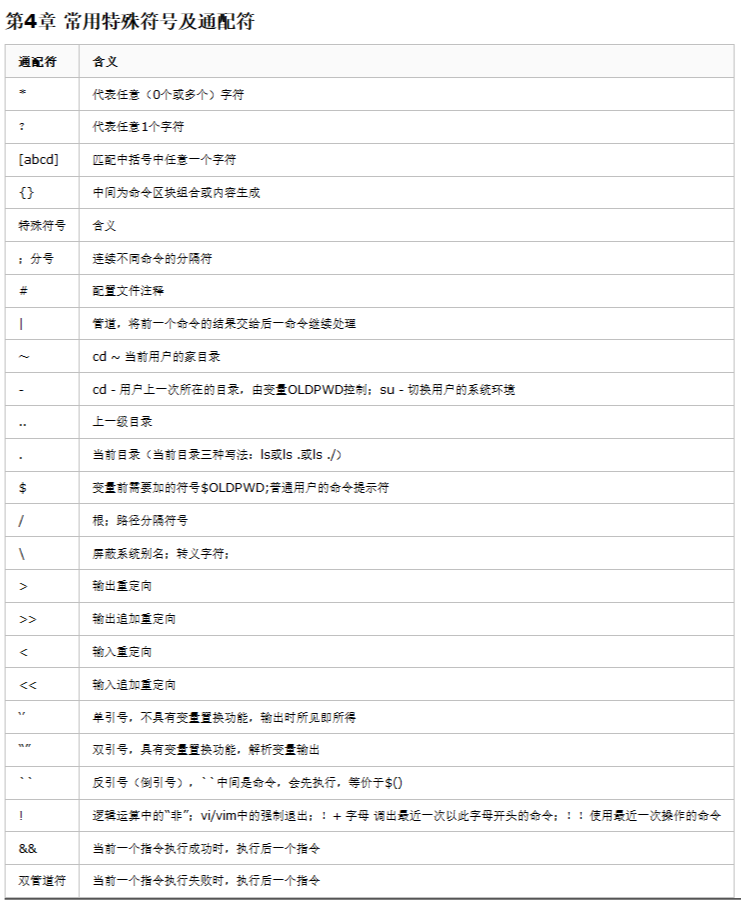 第4章 常用特殊符号及通配符
通配符 含义
* 代表任意（0个或多个）字符
? 代表任意1个字符
[abcd] 匹配中括号中任意一个字符
{} 中间为命令区块组合或内容生成
特殊符号 含义
；分号 连续不同命令的分隔符
# 配置文件注释
| 管道，将前一个命令的结果交给后一命令继续处理
～ cd ~ 当前用户的家目录
- cd - 用户上一次所在的目录，由变量OLDPWD控制；su - 切换用户的系统环境
.. 上一级目录
. 当前目录（当前目录三种写法：ls或ls .或ls ./）
$ 变量前需要加的符号$OLDPWD;普通用户的命令提示符
/ 根；路径分隔符号
\ 屏蔽系统别名；转义字符；
> 输出重定向
>> 输出追加重定向
< 输入重定向
<< 输入追加重定向
‘’ 单引号，不具有变量置换功能，输出时所见即所得
“” 双引号，具有变量置换功能，解析变量输出
`` 反引号（倒引号），``中间是命令，会先执行，等价于$()
! 逻辑运算中的“非”；vi/vim中的强制退出；！+ 字母 调出最近一次以此字母开头的命令；！！使用最近一次操作的命令
&& 当前一个指令执行成功时，执行后一个指令
双管道符 当前一个指令执行失败时，执行后一个指令